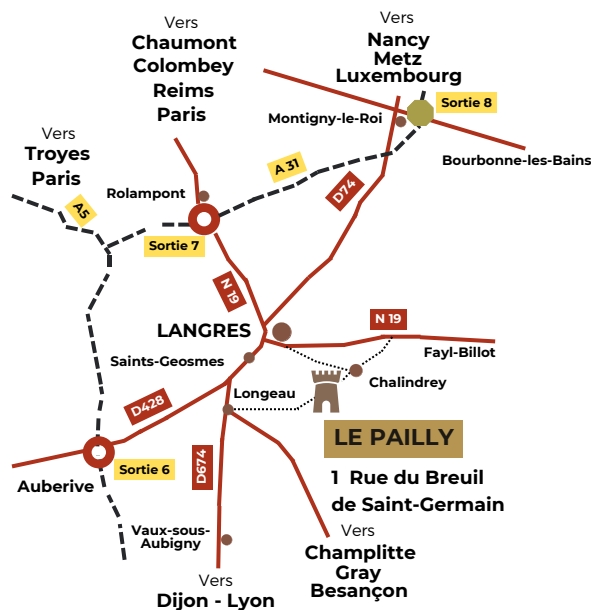 Vers
Chaumont
Colombey
Reims
Paris
Vers
Nancy
Metz
Luxembourg
Sortie 8
Montigny-le-Roi
Bourbonne-les-Bains
Vers
Troyes
Paris
A 31
D74
Rolampont
A5
Sortie 7
N 19
LANGRES
N 19
Fayl-Billot
Saints-Geosmes
Chalindrey
Longeau
D428
LE PAILLY
D674
Sortie 6
Auberive
1 Rue du Breuil
de Saint-Germain
Vaux-sous-
Aubigny
Vers
Champlitte
Gray
Besançon
Vers
Dijon - Lyon